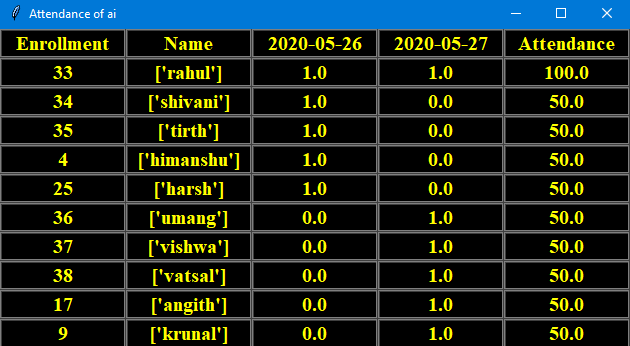 Attendance of ai
Enrollment Name 2020-05-26 2020-05-27 Attendance
33 ['rahul'] 1.0 1.0 100.0
34 ['shivani'] 1.0 0.0 50.0
35 ['tirth'] 1.0 0.0 50.0
4 ['himanshu'] 1.0 0.0 50.0
25 ['harsh'] 1.0 0.0 50.0
36 ['umang'] 0.0 1.0 50.0
37 ['vishwa'] 0.0 1.0 50.0
38 ['vatsal'] 0.0 1.0 50.0
17 ['angith'] 0.0 1.0 50.0
9 ['krunal'] 0.0 1.0 50.0